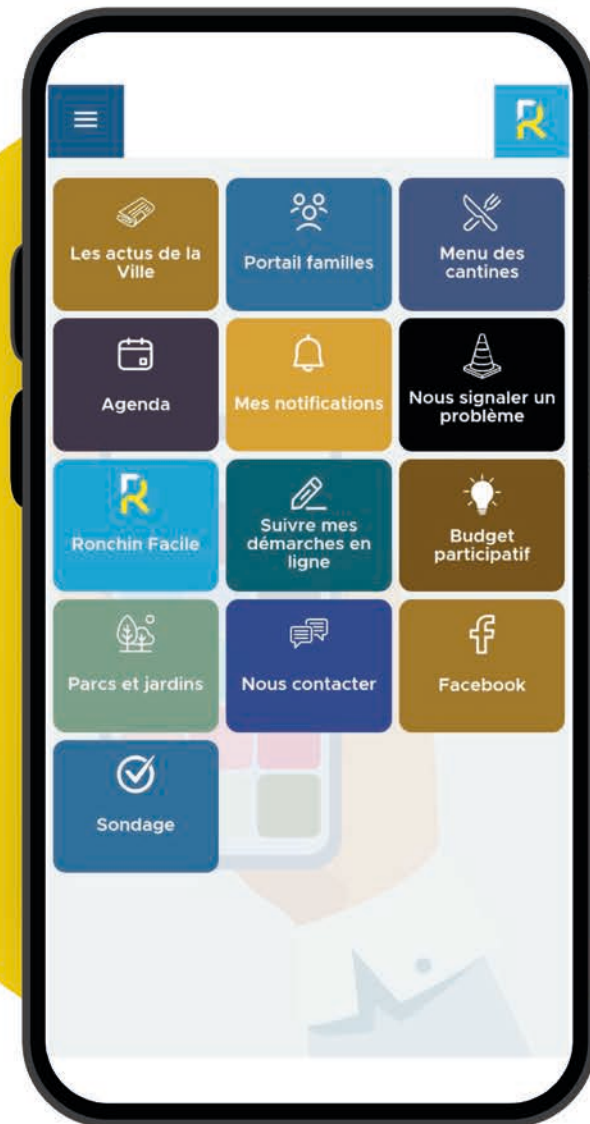 Les actus de la
Ville
Portail familles
Menu des
cantines
Agenda
Mes notifications
Nous signaler un
problème
Ronchin Facile
Suivre mes
démarches en
ligne
Budget
participatif
Parcs et jardins
Nous contacter
Facebook
Sondage